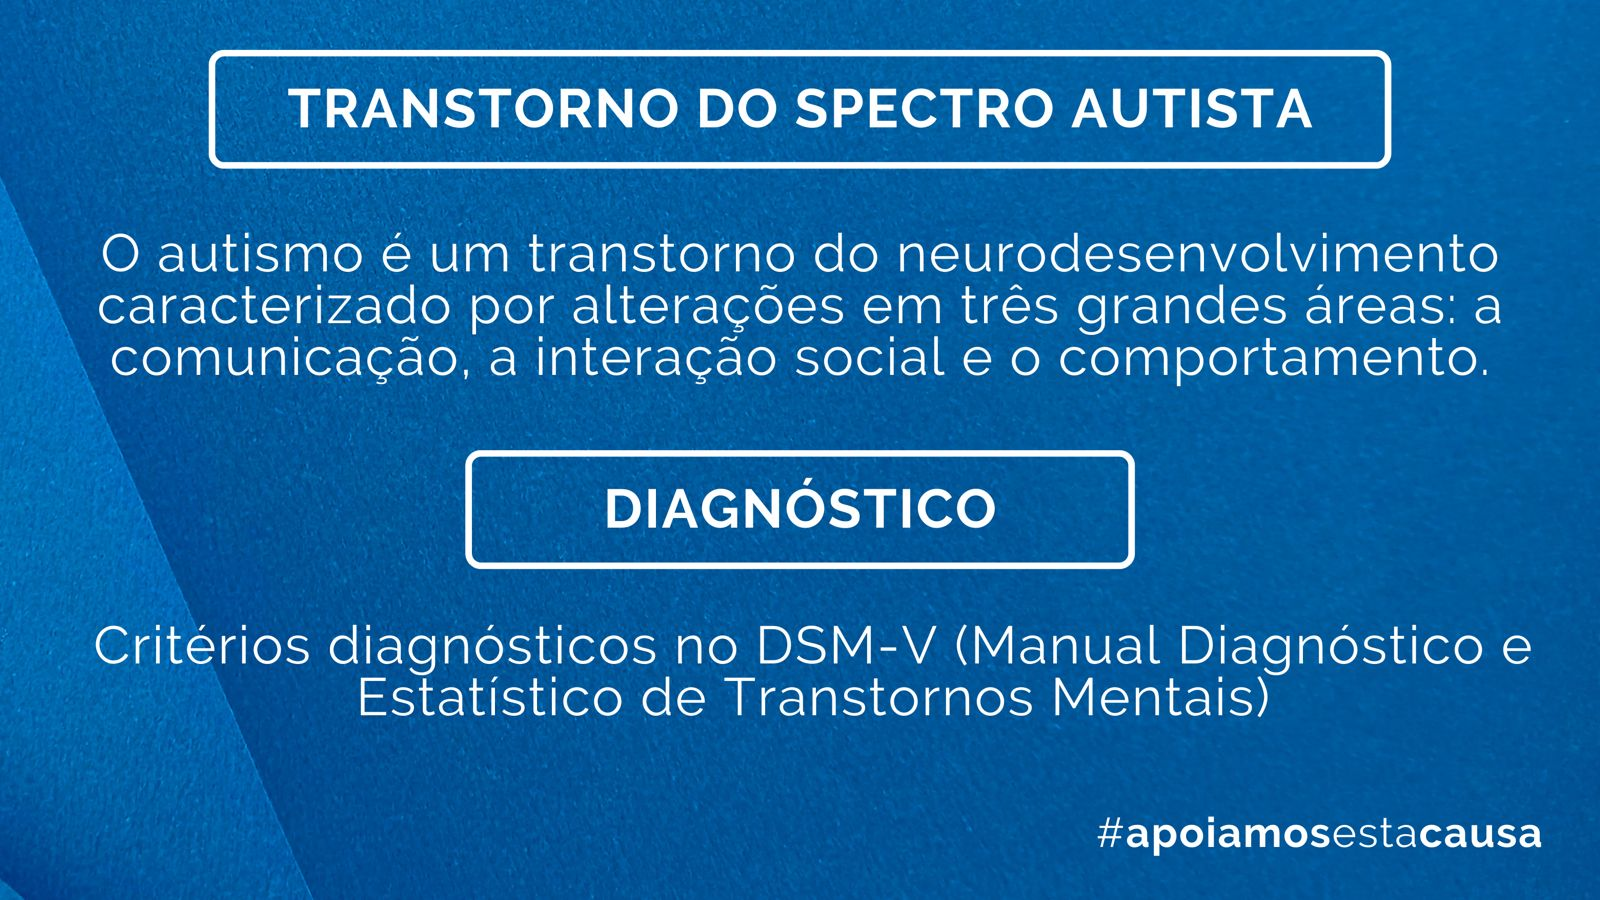 TRANSTORNO DO SPECTRO AUTISTA
O autismo é um transtorno do neurodesenvolvimento
caracterizado por alterações em três grandes áreas: a
comunicação, a interação social e o comportamento.
DIAGNÓSTICO
Critérios diagnósticos no DSM-V (Manual Diagnóstico e
Estatístico de Transtornos Mentais)
#apoiamosestacausa